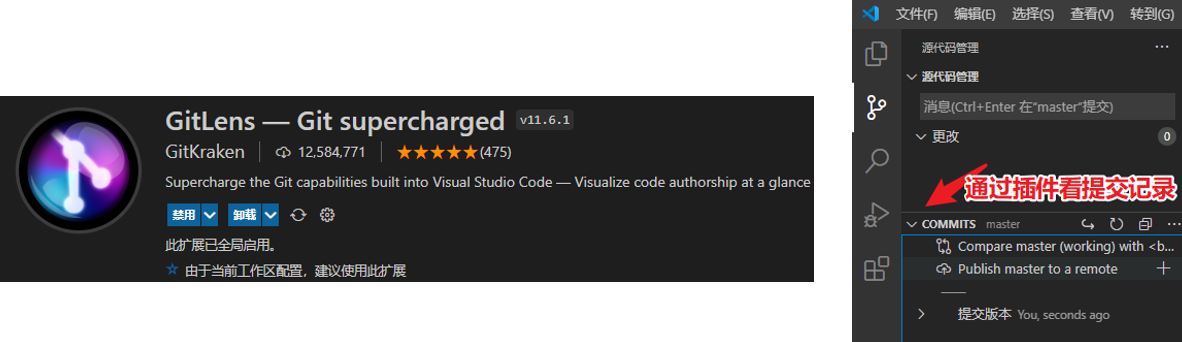 GitLens — Git supercharged v11.6.1
GitKraken 12,584,771 (475)
Supercharge the Git capabilities built into Visual Studio Code — Visualize code authorship at a glance
禁用 卸载
此扩展已全局启用。
由于当前工作区配置，建议使用此扩展
文件(F) 编辑(E) 选择(S) 查看(V) 转到(G)
源代码管理 ...
源代码管理
消息(Ctrl+Enter 在"master"提交)
更改 0
通过插件看提交记录
COMMITS master ...
Compare master (working) with <b...
Publish master to a remote
提交版本 You, seconds ago